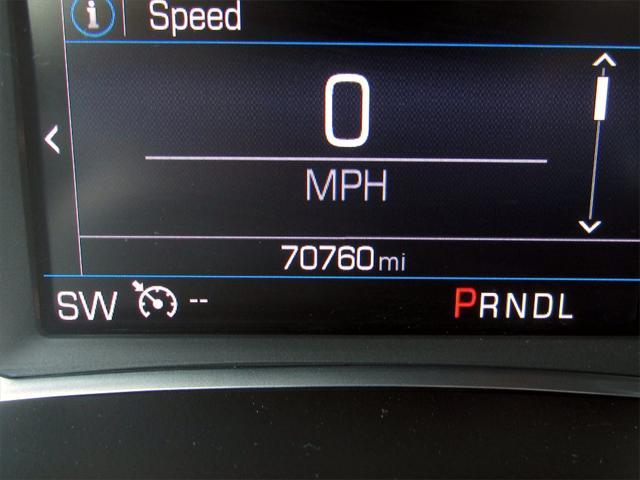 Speed
0
MPH
70760 mi
SW --
PRNDL